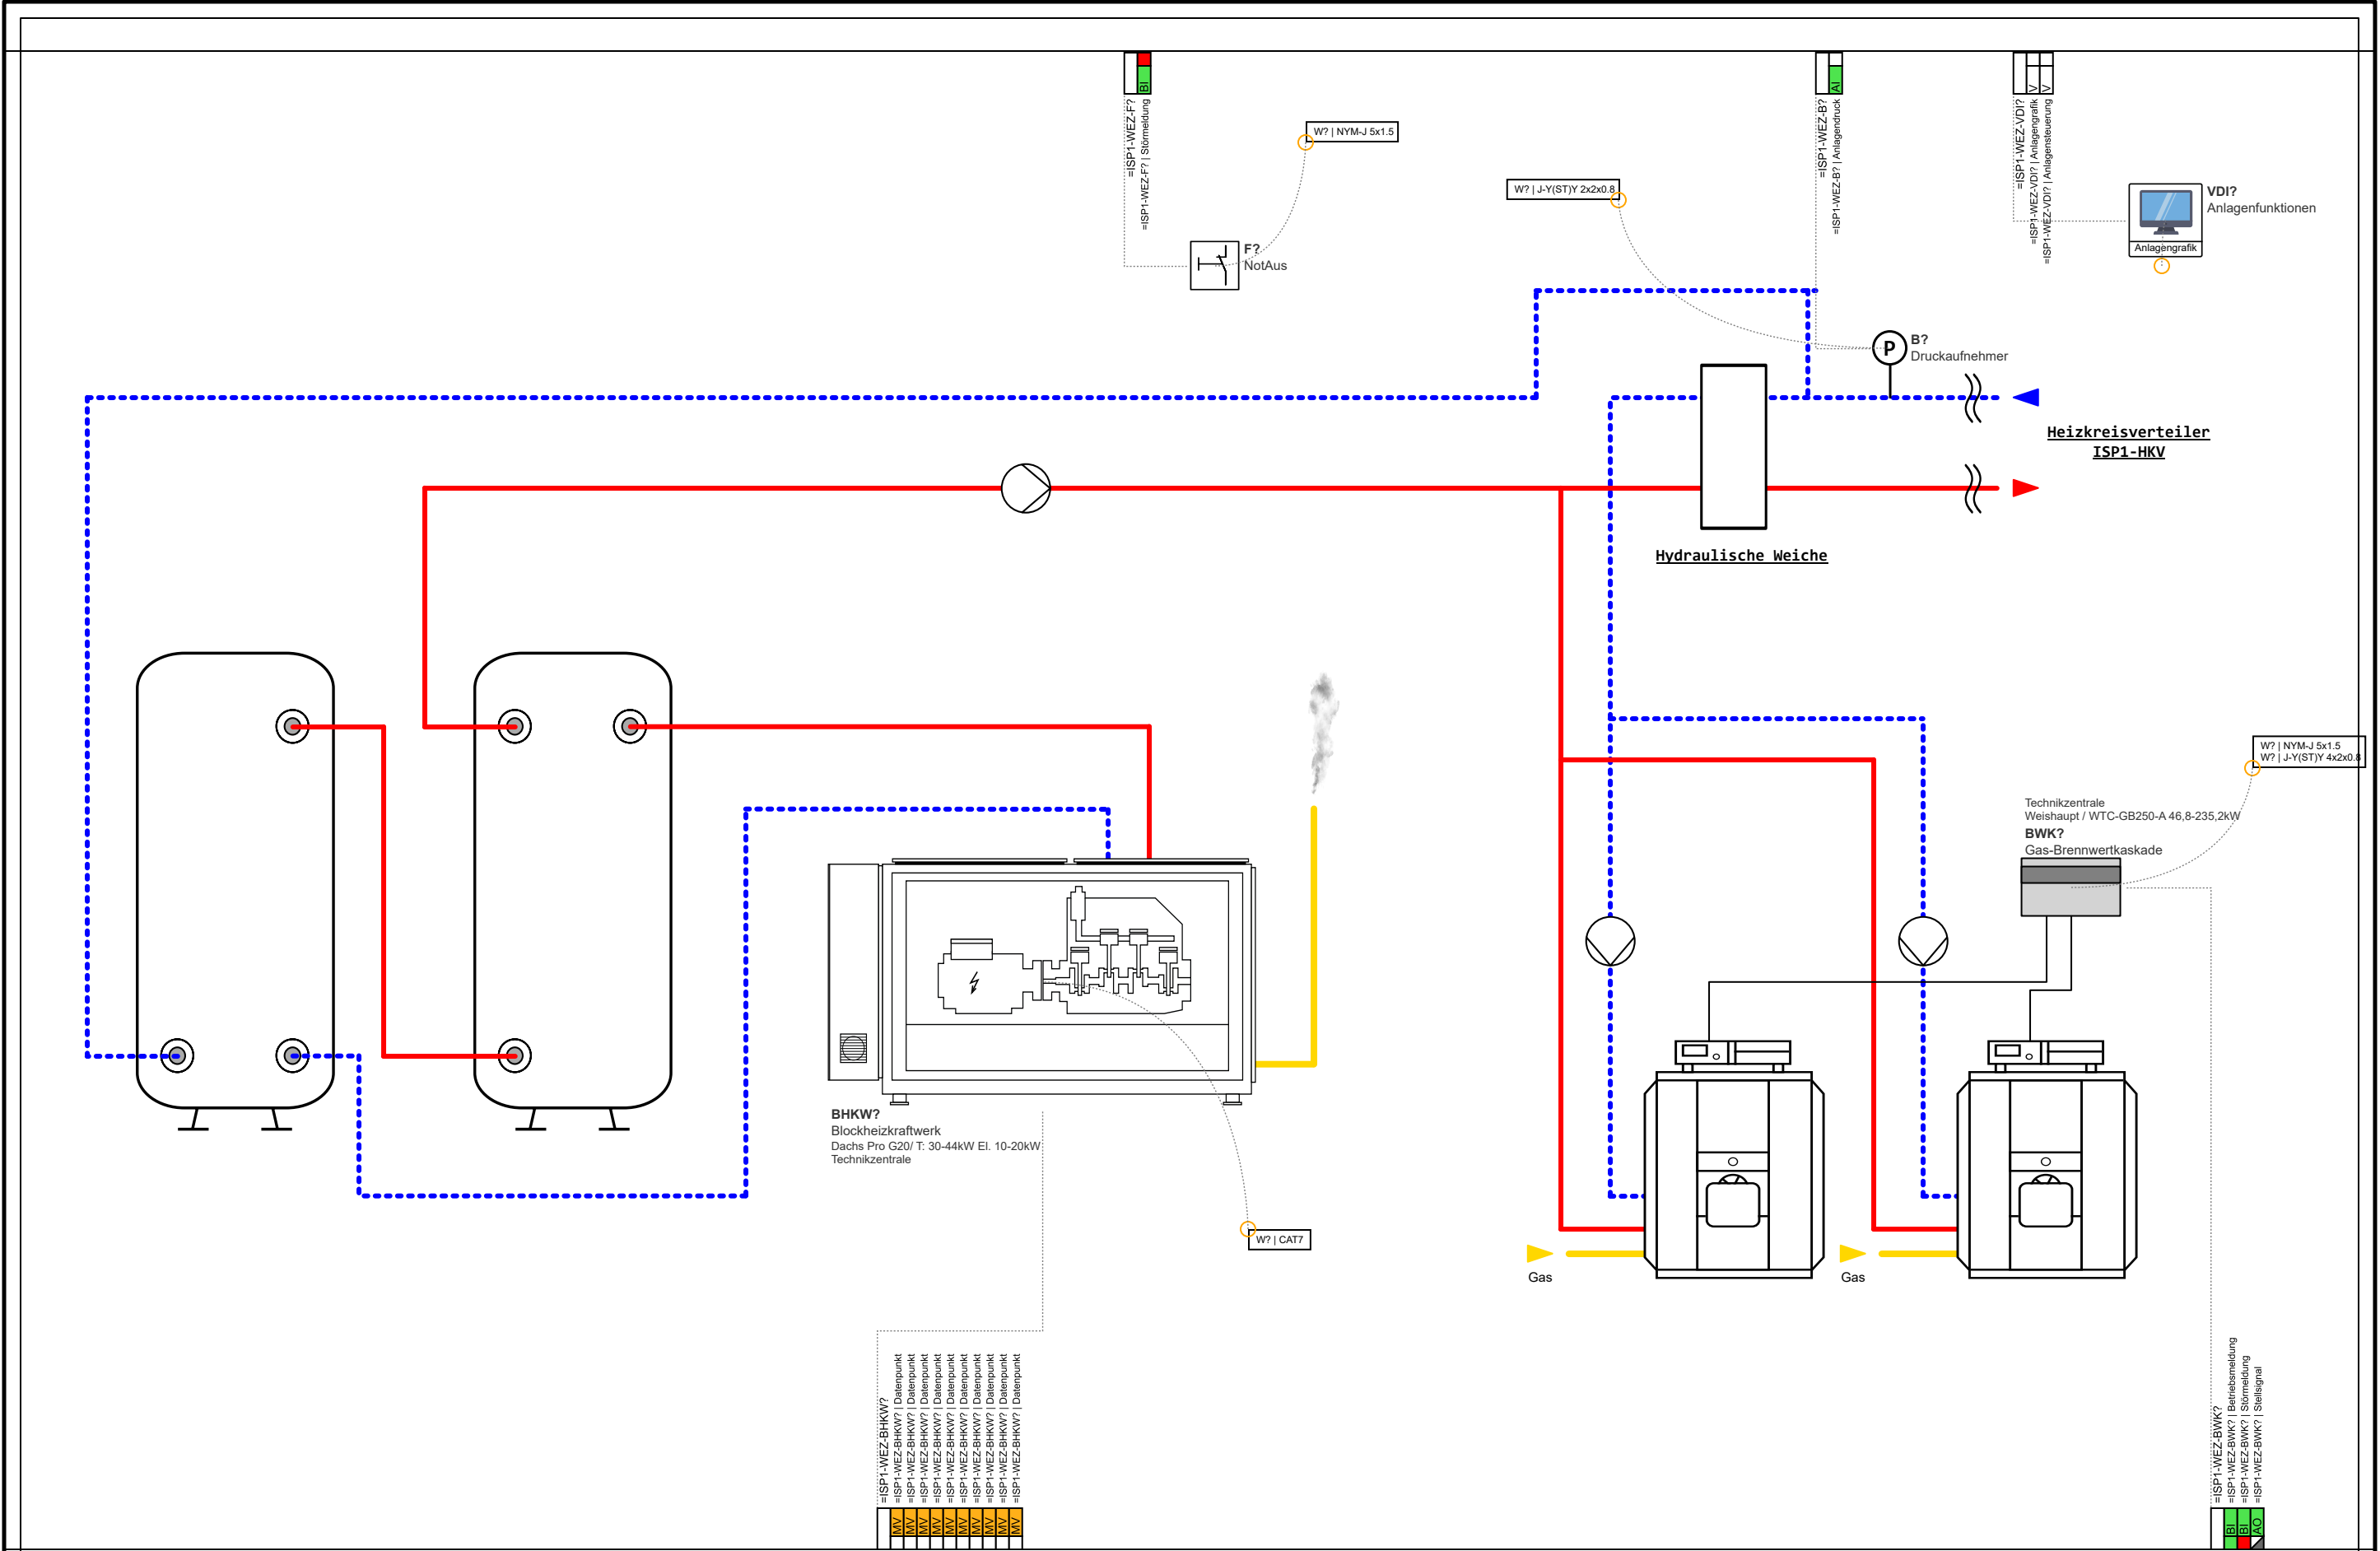 BI
=ISP1-WEZ-F?
=ISP1-WEZ-F? | Störmeldung
AI
=ISP1-WEZ-B?
=ISP1-WEZ-B? | Anlagendruck
V
V
=ISP1-WEZ-VDI?
=ISP1-WEZ-VDI? | Anlagengrafik
=ISP1-WEZ-VDI? | Anlagensteuerung
W? | NYM-J 5x1.5
W? | J-Y(ST)Y 2x2x0.8
VDI?
Anlagenfunktionen
Anlagengrafik
F?
NotAus
P
B?
Druckaufnehmer
Heizkreisverteiler
ISP1-HKV
Hydraulische Weiche
W? | NYM-J 5x1.5
W? | J-Y(ST)Y 4x2x0.8
Technikzentrale
Weishaupt / WTC-GB250-A 46,8-235,2kW
BWK?
Gas-Brennwertkaskade
BHKW?
Blockheizkraftwerk
Dachs Pro G20/ T: 30-44kW El. 10-20kW
Technikzentrale
W? | CAT7
Gas
Gas
=ISP1-WEZ-BHKW?
=ISP1-WEZ-BHKW? | Datenpunkt
=ISP1-WEZ-BHKW? | Datenpunkt
=ISP1-WEZ-BHKW? | Datenpunkt
=ISP1-WEZ-BHKW? | Datenpunkt
=ISP1-WEZ-BHKW? | Datenpunkt
=ISP1-WEZ-BHKW? | Datenpunkt
=ISP1-WEZ-BHKW? | Datenpunkt
=ISP1-WEZ-BHKW? | Datenpunkt
=ISP1-WEZ-BHKW? | Datenpunkt
=ISP1-WEZ-BHKW? | Datenpunkt
MV
MV
MV
MV
MV
MV
MV
MV
MV
MV
=ISP1-WEZ-BWK?
=ISP1-WEZ-BWK? | Betriebsmeldung
=ISP1-WEZ-BWK? | Störmeldung
=ISP1-WEZ-BWK? | Stellsignal
BI
BI
AO